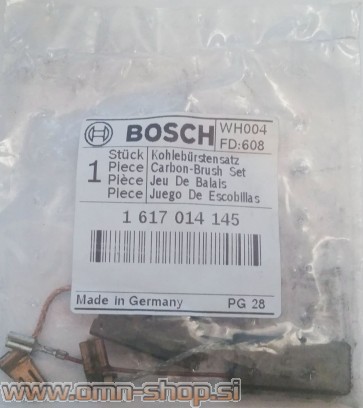 BOSCH
WH004
FD:608
1
Stück Kohlebürstensatz
Piece Carbon-Brush Set
Pièce Jeu De Balais
Piece Juego De Escobillas
1 617 014 145
Made in Germany PG 28
www.omn-shop.si